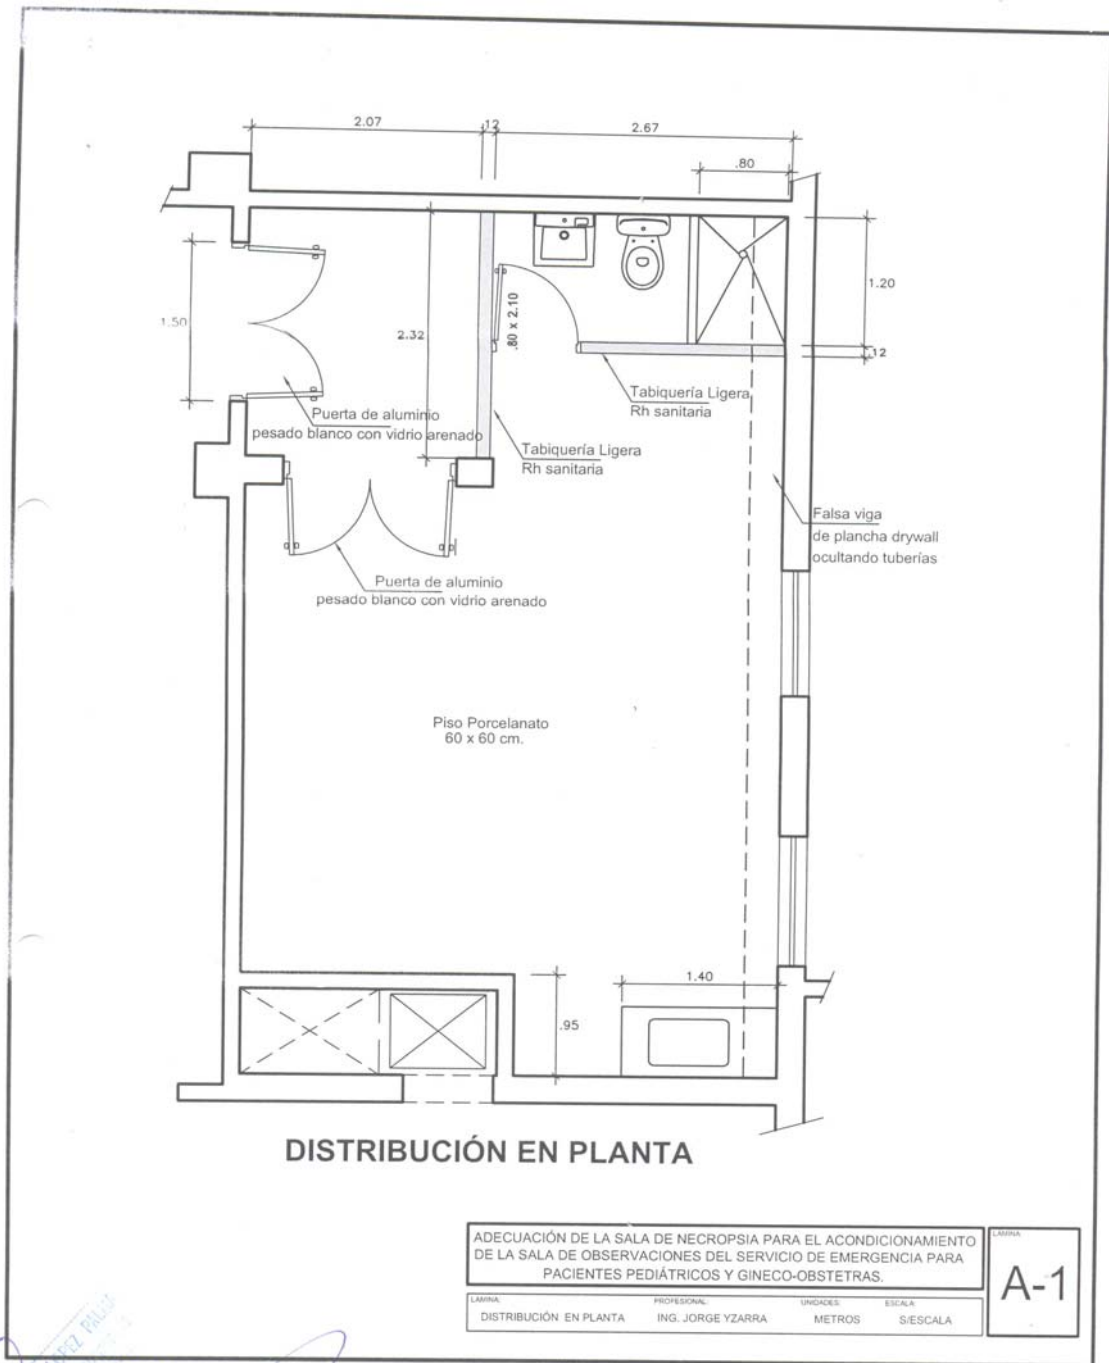 2.07
.12
2.67
.80
1.50
2.32
.80 x 2.10
1.20
.12
Tabiquería Ligera
Rh sanitaria
Puerta de aluminio
pesado blanco con vidrio arenado
Tabiquería Ligera
Rh sanitaria
Falsa viga
de plancha drywall
ocultando tuberías
Puerta de aluminio
pesado blanco con vidrio arenado
Piso Porcelanato
60 x 60 cm.
1.40
.95
DISTRIBUCIÓN EN PLANTA
ADECUACIÓN DE LA SALA DE NECROPSIA PARA EL ACONDICIONAMIENTO
DE LA SALA DE OBSERVACIONES DEL SERVICIO DE EMERGENCIA PARA
PACIENTES PEDIÁTRICOS Y GINECO-OBSTETRAS.
LAMINA:
DISTRIBUCIÓN EN PLANTA
PROFESIONAL:
ING. JORGE YZARRA
UNIDADES:
METROS
ESCALA:
S/ESCALA
LAMINA:
A-1